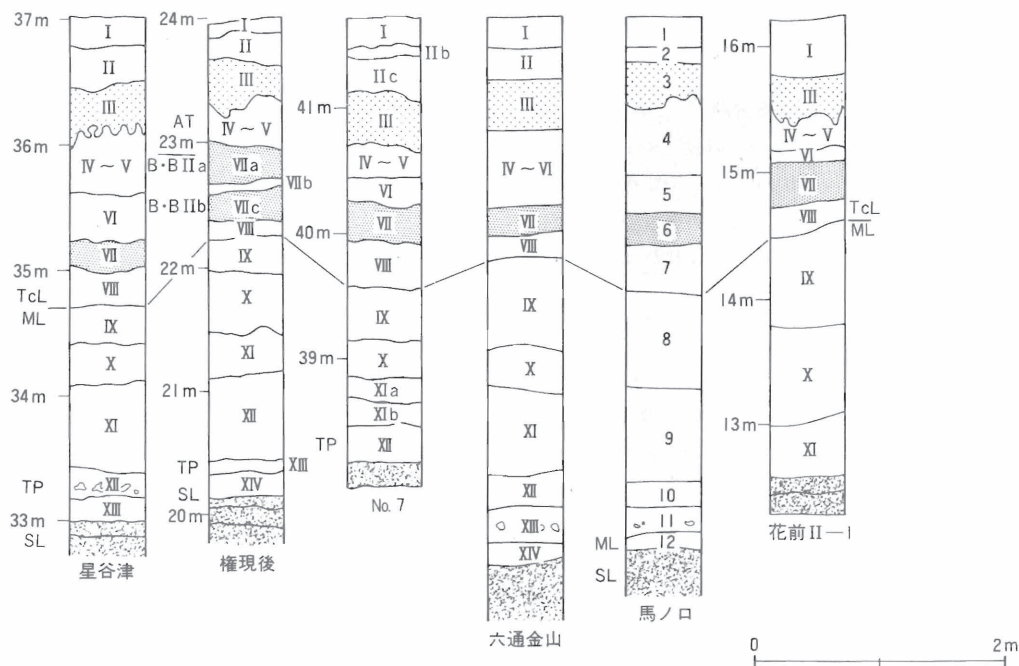 37m
I
II
III
36m
IV～V
VI
VII
35m
VIII
TcL
ML
IX
X
34m
XI
TP
XII
XIII
33m
SL
星谷津
24m
I
II
III
AT
IV～V
23m
B・BIIa
VIIa
VIIb
B・BIIb
VIIc
VIII
IX
22m
X
XI
21m
XII
TP
XIII
XIV
SL
20m
権現後
I
IIb
IIc
41m
III
IV～V
VI
VII
40m
VIII
IX
39m
X
XIa
XIb
TP
XII
No. 7
I
II
III
IV～VI
VII
VIII
IX
X
XI
XII
XIII
XIV
六通金山
1
2
3
4
5
6
7
8
9
10
11
ML
12
SL
馬ノ口
16m
I
III
IV～V
VI
15m
VII
VIII
TcL
ML
IX
14m
X
13m
XI
花前II－1
0
2m